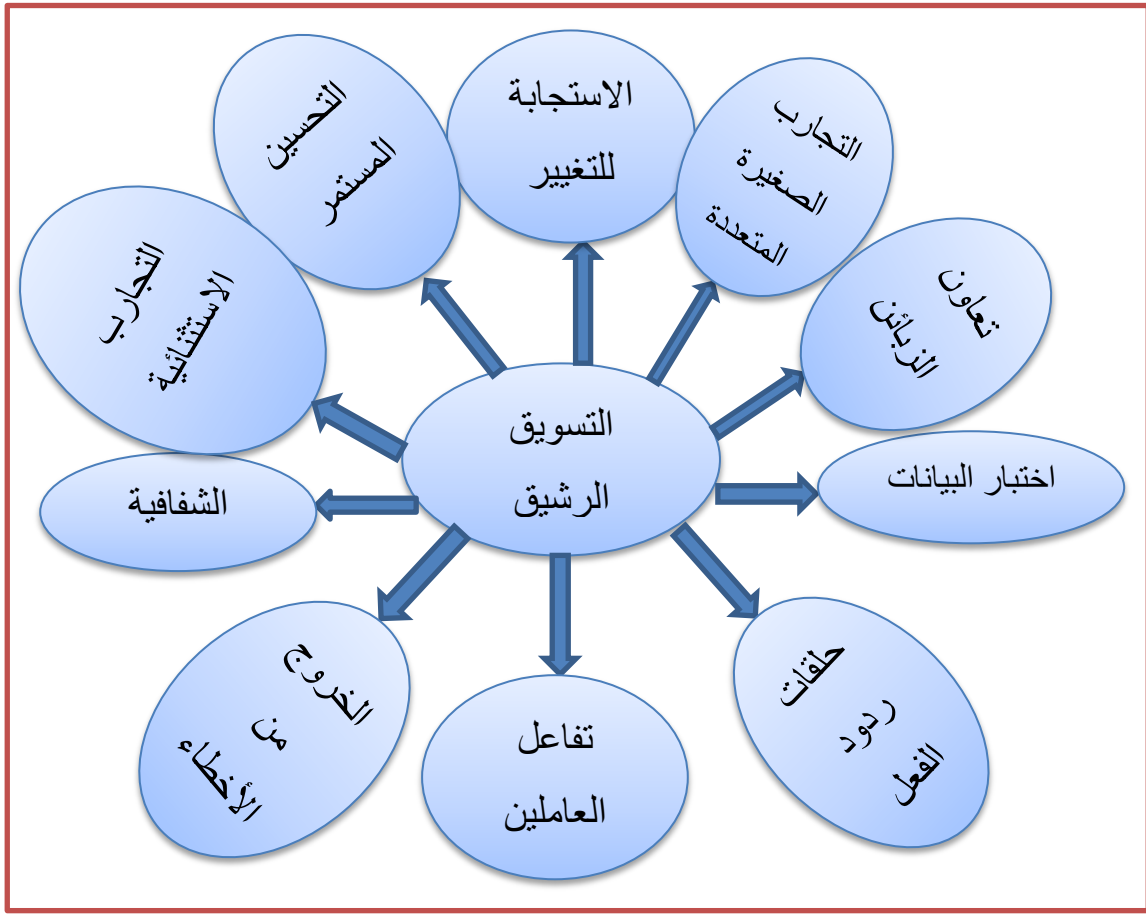 الاستجابة
للتغيير
التجارب
الصغيرة
المتعددة
التحسين
المستمر
تعاون
الزبائن
التجارب
الاستثنائية
التسويق
الرشيق
اختبار البيانات
الشفافية
حلقات
ردود
الفعل
الخروج
من
الأخطاء
تفاعل
العاملين